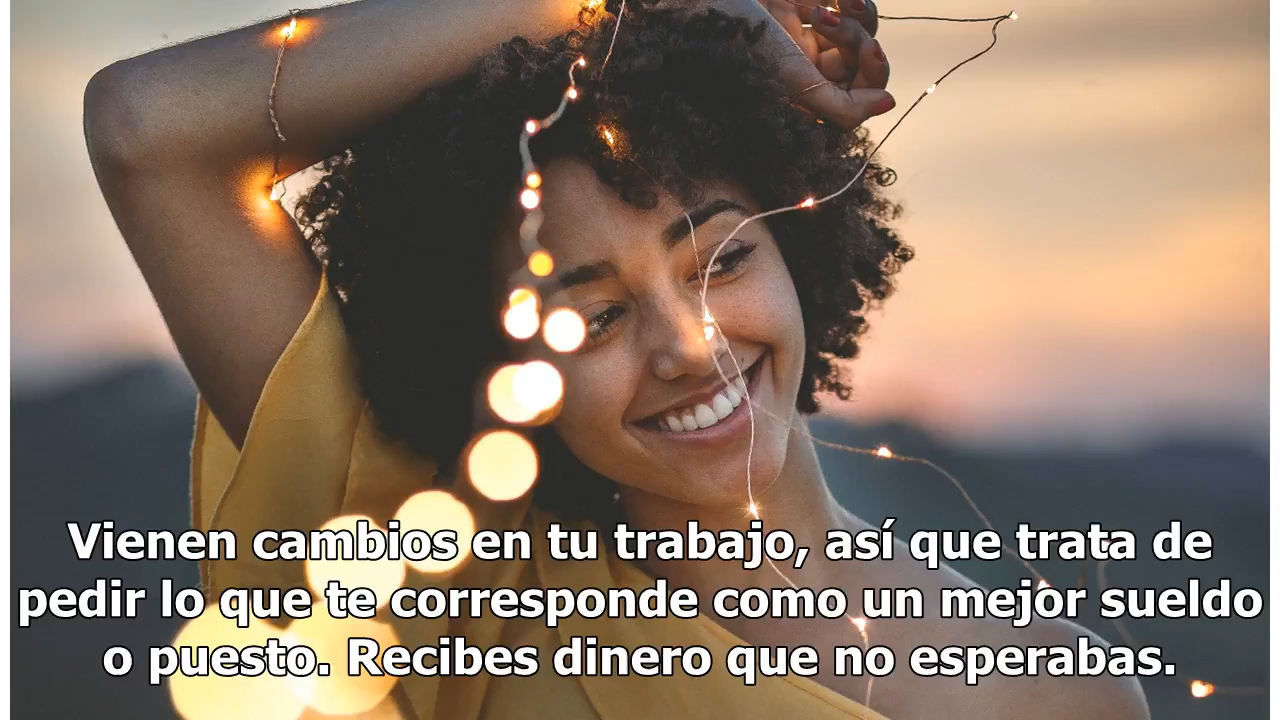 Vienen cambios en tu trabajo, así que trata de
pedir lo que te corresponde como un mejor sueldo
o puesto. Recibes dinero que no esperabas.